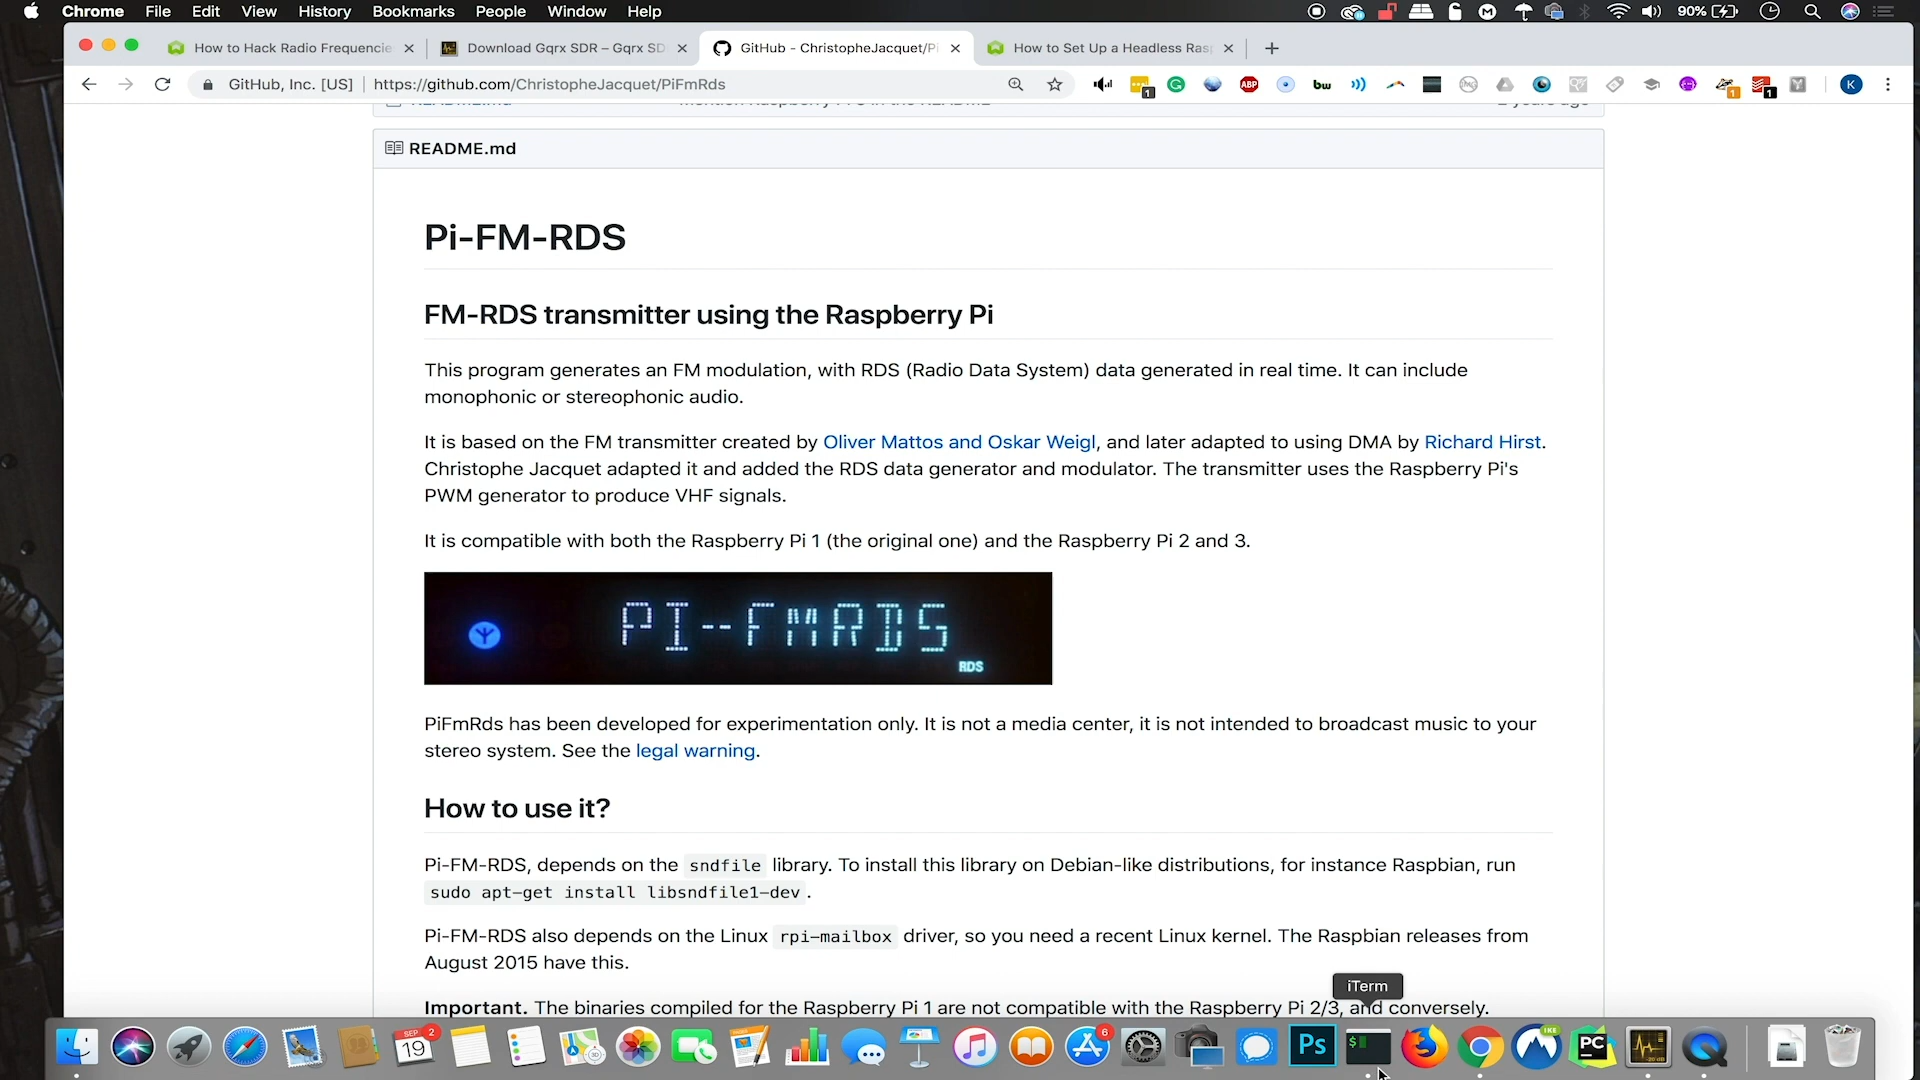 Chrome File Edit View History Bookmarks People Window Help 90%
How to Hack Radio Frequencie Download Gqrx SDR – Gqrx SD GitHub - ChristopheJacquet/Pi How to Set Up a Headless Rasp
GitHub, Inc. [US] https://github.com/ChristopheJacquet/PiFmRds
README.md
Pi-FM-RDS
FM-RDS transmitter using the Raspberry Pi
This program generates an FM modulation, with RDS (Radio Data System) data generated in real time. It can include
monophonic or stereophonic audio.
It is based on the FM transmitter created by Oliver Mattos and Oskar Weigl, and later adapted to using DMA by Richard Hirst.
Christophe Jacquet adapted it and added the RDS data generator and modulator. The transmitter uses the Raspberry Pi's
PWM generator to produce VHF signals.
It is compatible with both the Raspberry Pi 1 (the original one) and the Raspberry Pi 2 and 3.
PI--FMRDS
RDS
PiFmRds has been developed for experimentation only. It is not a media center, it is not intended to broadcast music to your
stereo system. See the legal warning.
How to use it?
Pi-FM-RDS, depends on the sndfile library. To install this library on Debian-like distributions, for instance Raspbian, run
sudo apt-get install libsndfile1-dev .
Pi-FM-RDS also depends on the Linux rpi-mailbox driver, so you need a recent Linux kernel. The Raspbian releases from
August 2015 have this.
iTerm
Important. The binaries compiled for the Raspberry Pi 1 are not compatible with the Raspberry Pi 2/3, and conversely.
SEP 19 2 6 Ps PC